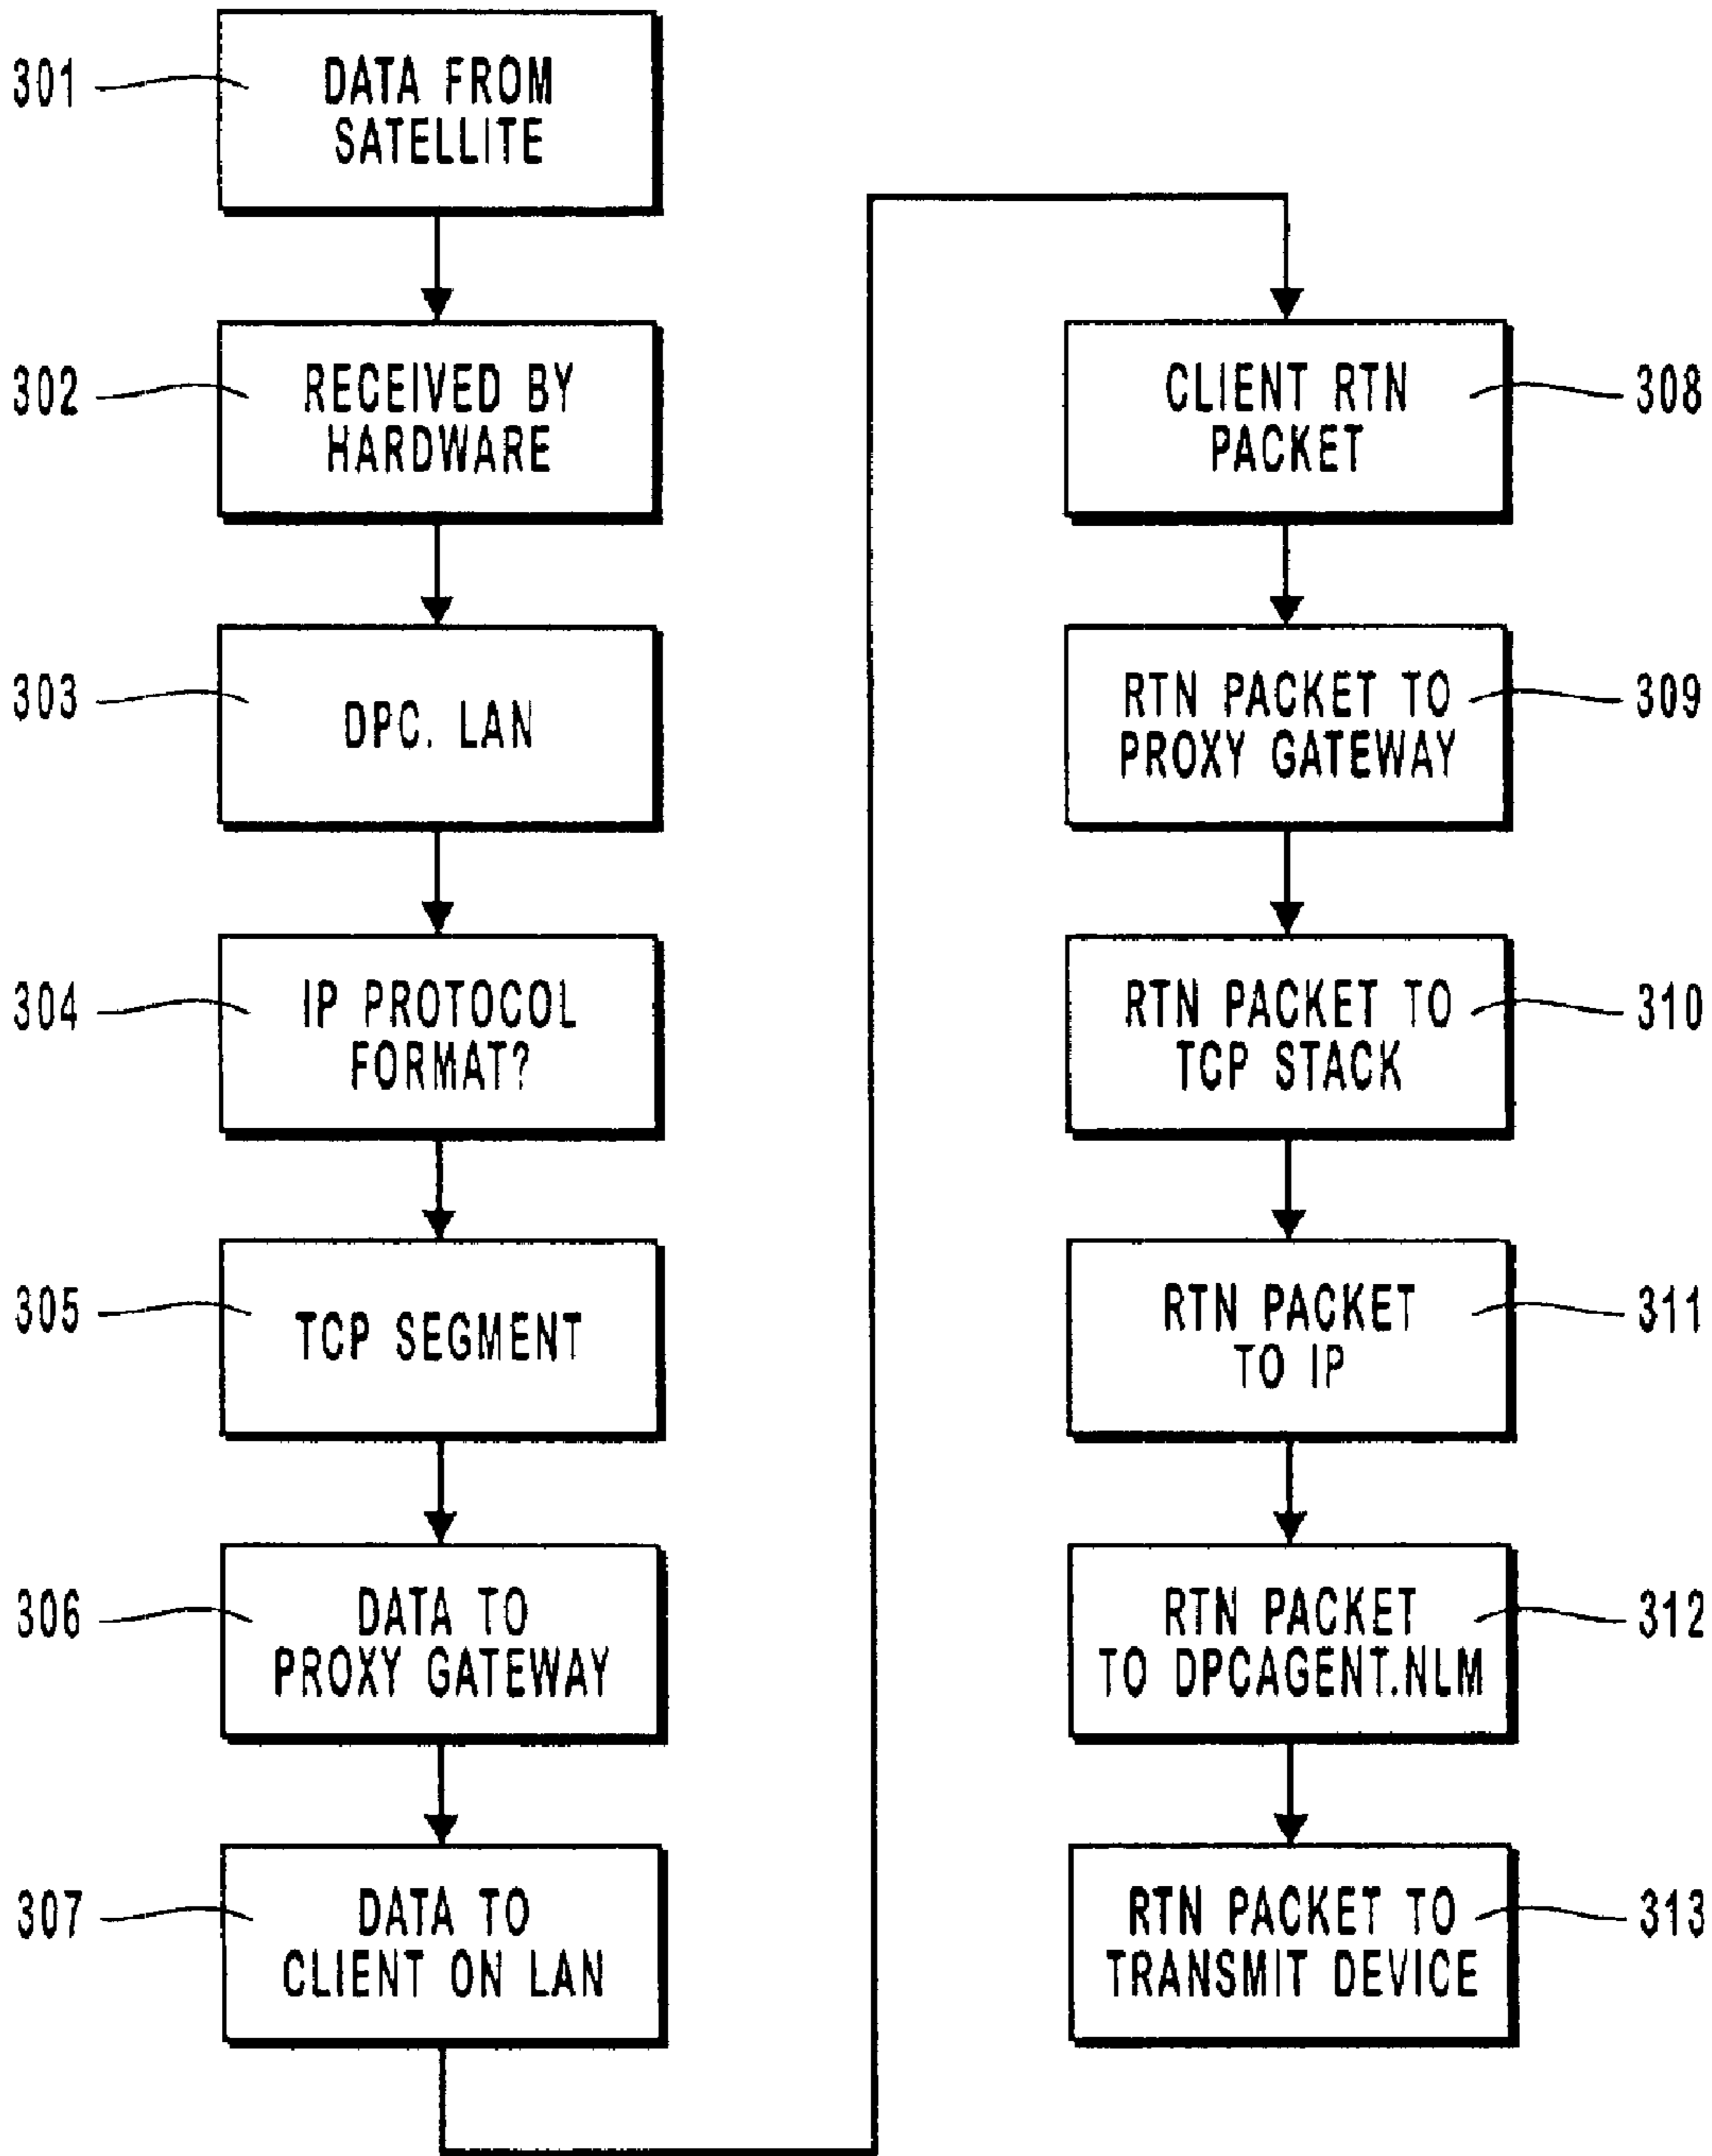 301
DATA FROM
SATELLITE
302
RECEIVED BY
HARDWARE
303
DPC. LAN
304
IP PROTOCOL
FORMAT?
305
TCP SEGMENT
306
DATA TO
PROXY GATEWAY
307
DATA TO
CLIENT ON LAN
CLIENT RTN
PACKET
308
RTN PACKET TO
PROXY GATEWAY
309
RTN PACKET TO
TCP STACK
310
RTN PACKET
TO IP
311
RTN PACKET
TO DPCAGENT.NLM
312
RTN PACKET TO
TRANSMIT DEVICE
313